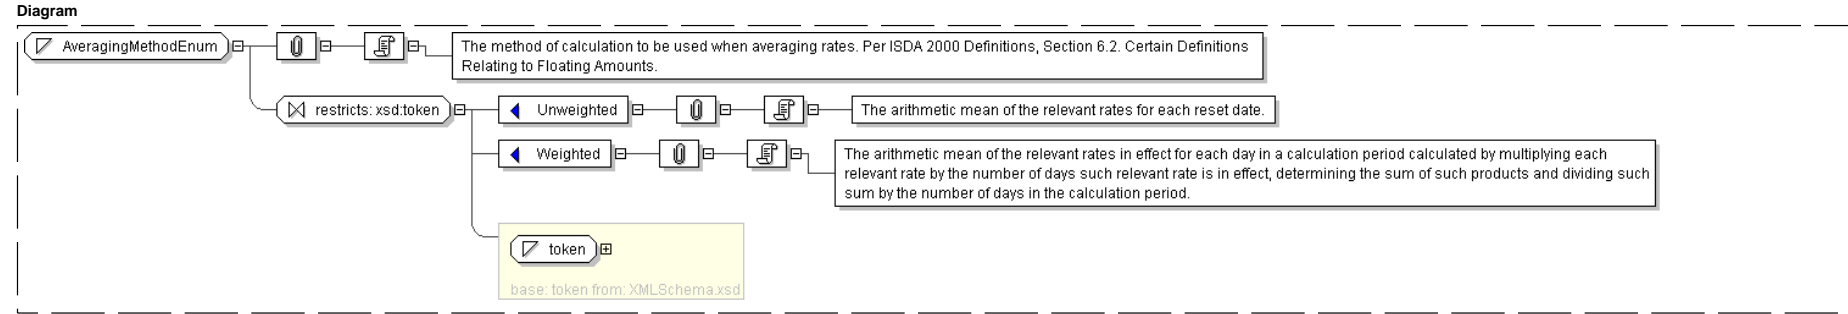 Diagram
AveragingMethodEnum
The method of calculation to be used when averaging rates. Per ISDA 2000 Definitions, Section 6.2. Certain Definitions
Relating to Floating Amounts.
restricts: xsd:token
Unweighted
The arithmetic mean of the relevant rates for each reset date.
Weighted
The arithmetic mean of the relevant rates in effect for each day in a calculation period calculated by multiplying each
relevant rate by the number of days such relevant rate is in effect, determining the sum of such products and dividing such
sum by the number of days in the calculation period.
token
base: token from: XMLSchema.xsd